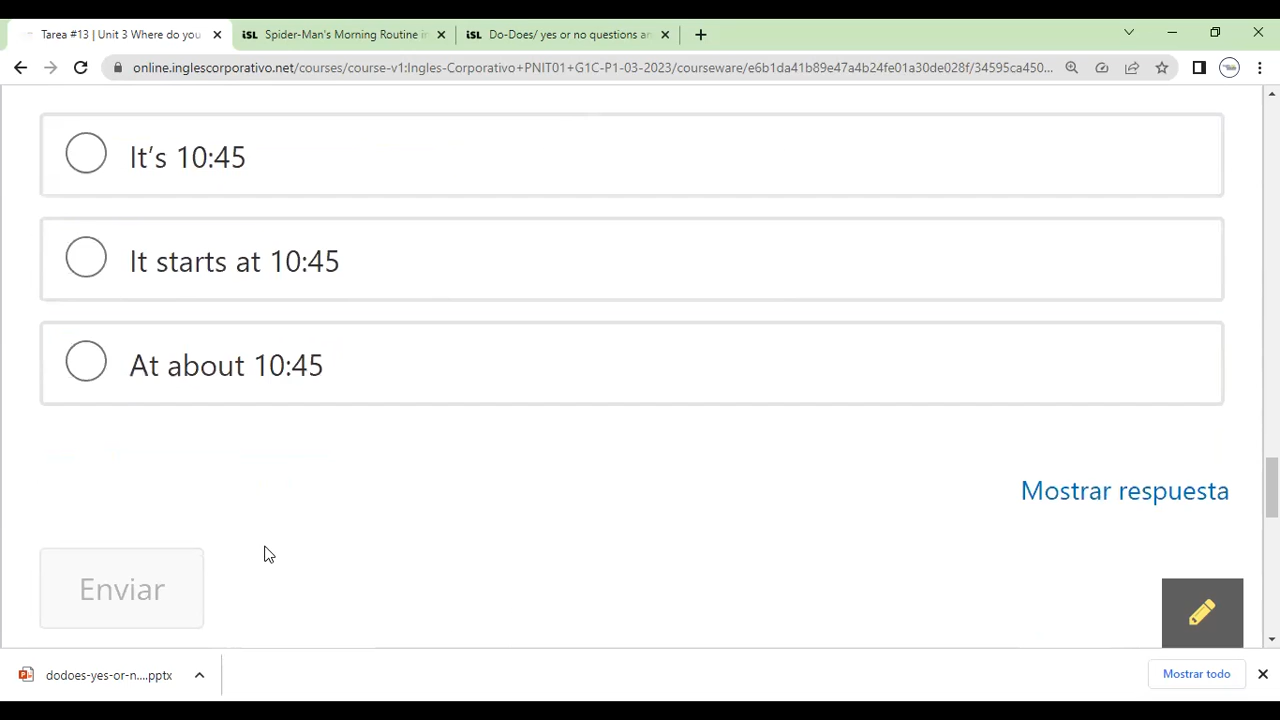 Tarea #13 | Unit 3 Where do you
iSL Spider-Man's Morning Routine i
iSL Do-Does/ yes or no questions an
online.inglescorporativo.net/courses/course-v1:Ingles-Corporativo+PNIT01+G1C-P1-03-2023/courseware/e6b1da41b89e47a4b24fe01a30de028f/34595ca450...
It's 10:45
It starts at 10:45
At about 10:45
Mostrar respuesta
Enviar
dodoes-yes-or-n....pptx
Mostrar todo